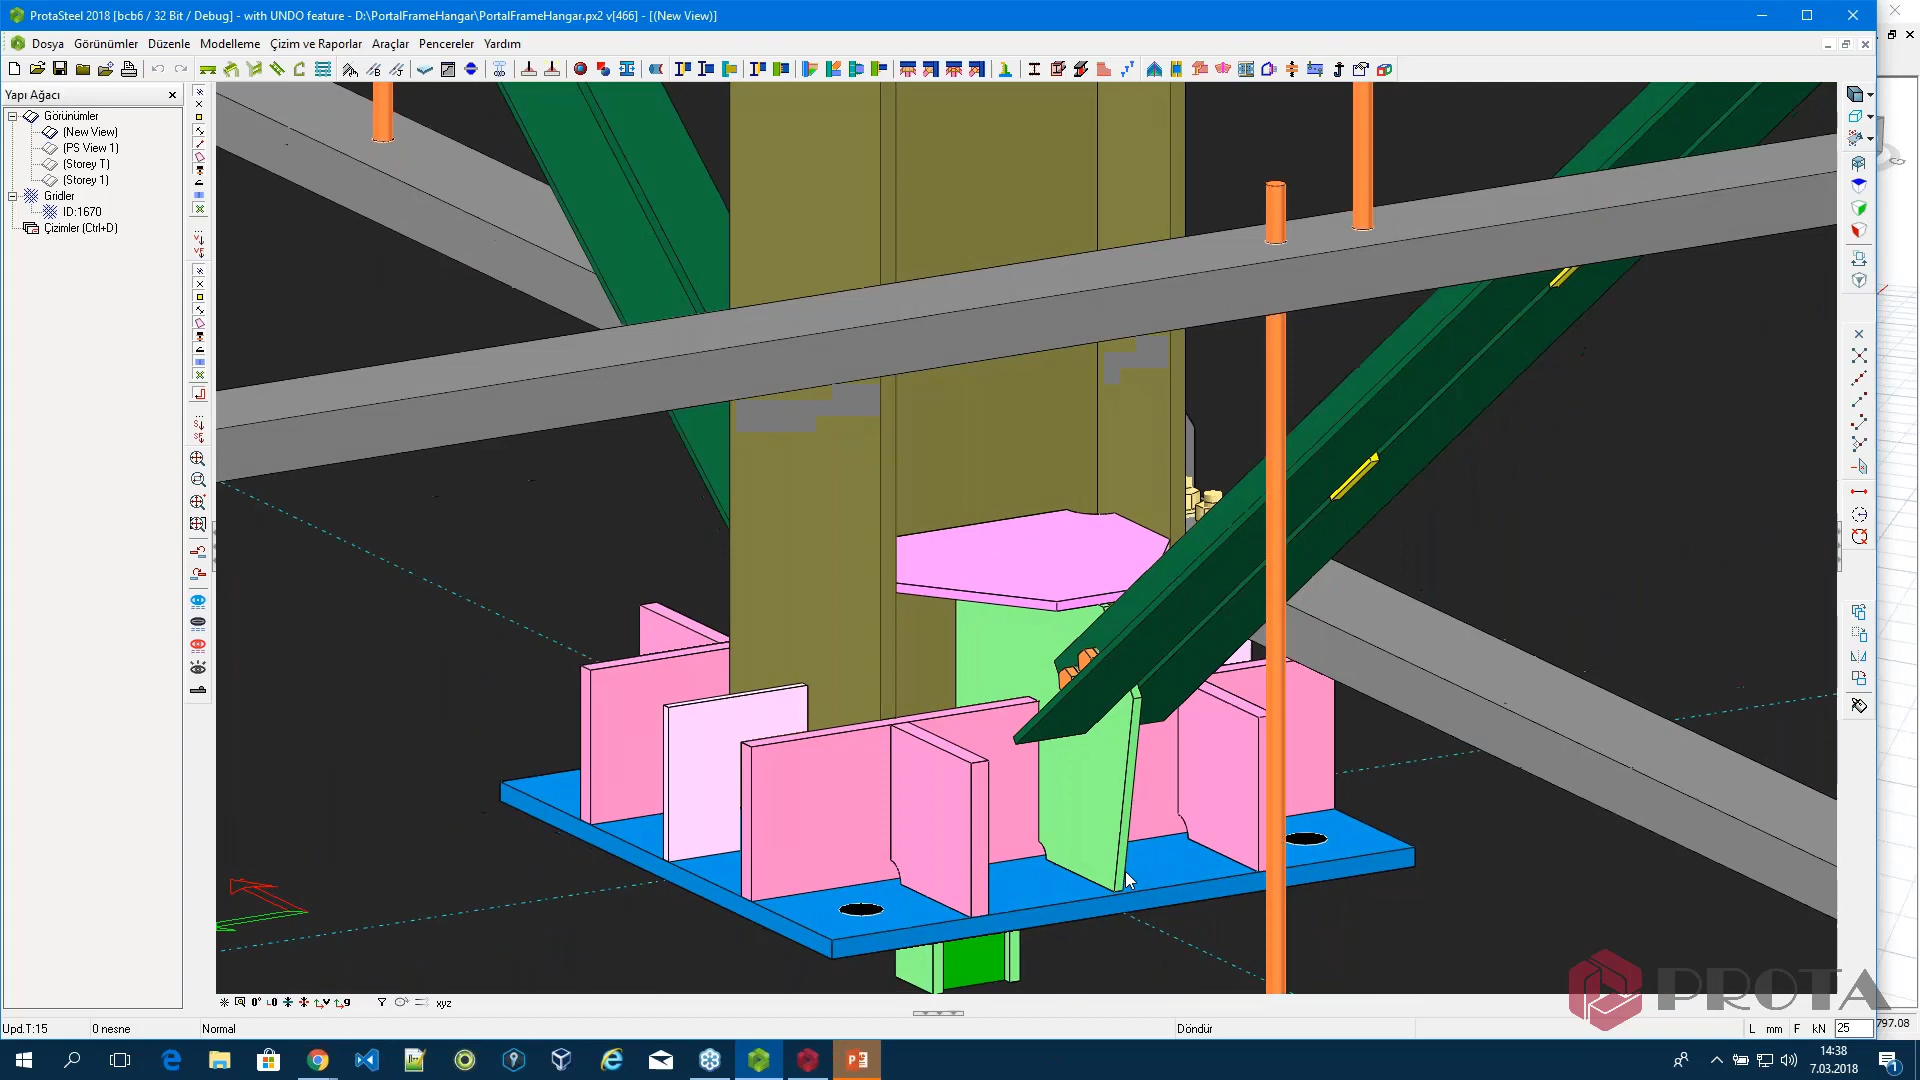 ProtaSteel 2018 [bcb6 / 32 Bit / Debug] - with UNDO feature - D:\PortalFrameHangar\PortalFrameHangar.px2 v[466] - [(New View)]
Dosya Görünümler Düzenle Modelleme Çizim ve Raporlar Araçlar Pencereler Yardım
Yapı Ağacı
Görünümler
(New View)
(PS View 1)
(Storey T)
(Storey 1)
Gridler
ID:1670
Çizimler (Ctrl+D)
xyz
PROTA
Upd.T:15 0 nesne Normal Döndür L mm F kN 25 797.08
14:38
7.03.2018